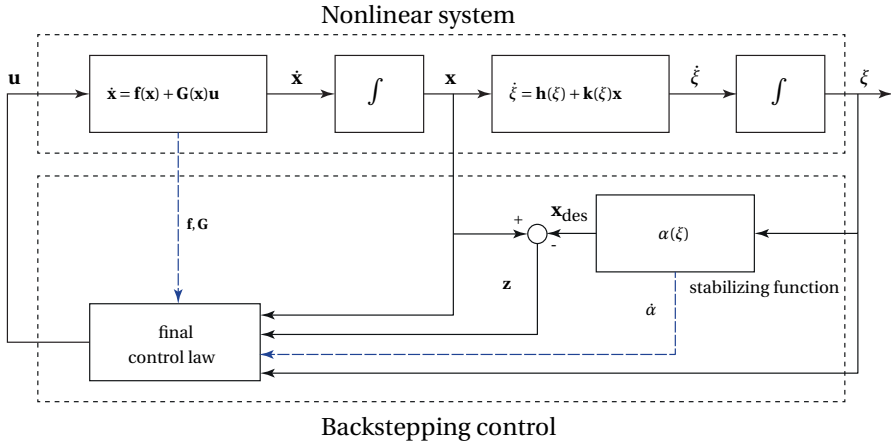 Nonlinear system
u
ẋ = f(x) + G(x)u
ẋ
∫
x
ξ̇ = h(ξ) + k(ξ)x
ξ̇
∫
ξ
f, G
+
x_des
-
α(ξ)
z
stabilizing function
α̇
final
control law
Backstepping control